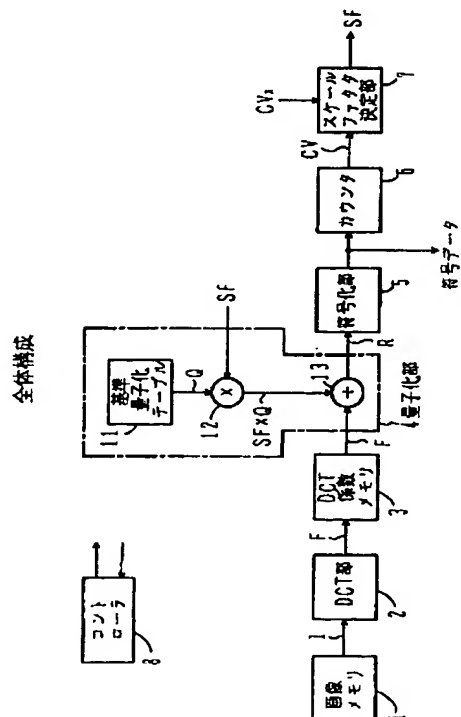 全体構成
コント
ローラ
8
基準
量子化
テーブル
11
Q
×
12
SF
SF×Q
13
+
4量子化部
画像
メモリ
1
1
DCT部
2
F
DCT
係数
メモリ
3
F
R
符号化部
5
符号データ
カウンタ
6
CV
CVx
スケール
ファクタ
決定部
7
SF